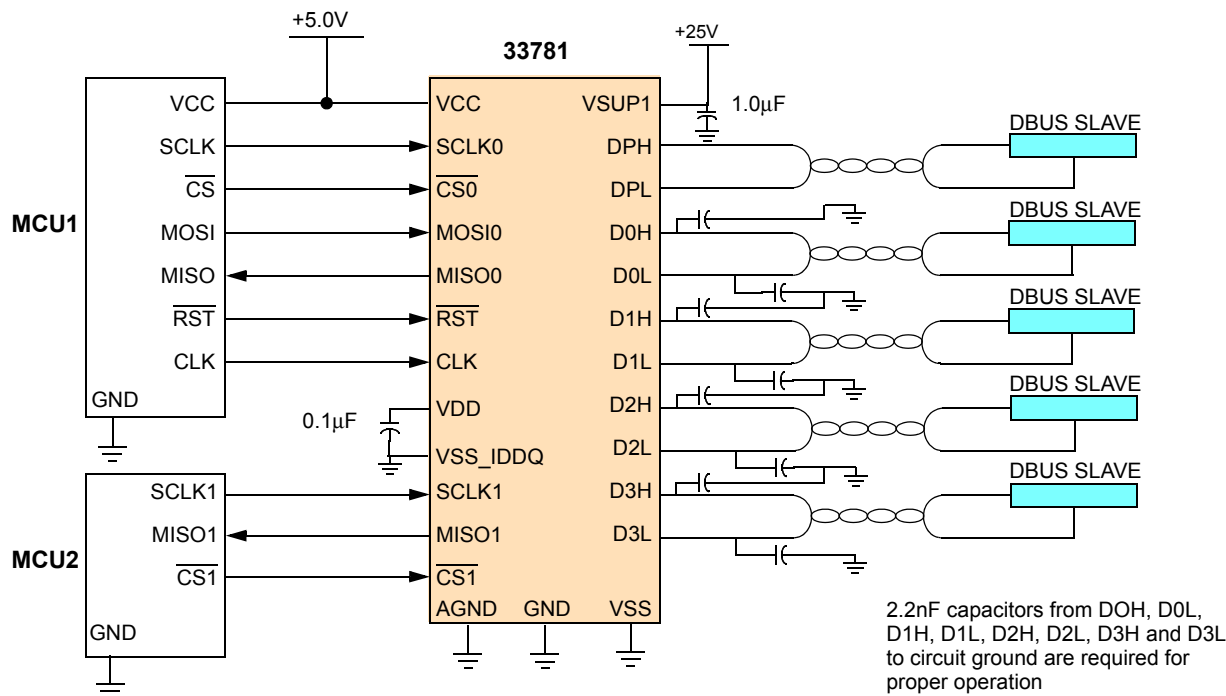 +5.0V
+25V
33781
MCU1
VCC
SCLK
CS
MOSI
MISO
RST
CLK
GND
VCC
SCLK0
CS0
MOSI0
MISO0
RST
CLK
VDD
VSS_IDDQ
SCLK1
MISO1
CS1
AGND
GND
VSS
0.1μF
MCU2
SCLK1
MISO1
CS1
GND
VSUP1
DPH
DPL
D0H
D0L
D1H
D1L
D2H
D2L
D3H
D3L
1.0μF
DBUS SLAVE
DBUS SLAVE
DBUS SLAVE
DBUS SLAVE
DBUS SLAVE
2.2nF capacitors from DOH, D0L,
D1H, D1L, D2H, D2L, D3H and D3L
to circuit ground are required for
proper operation